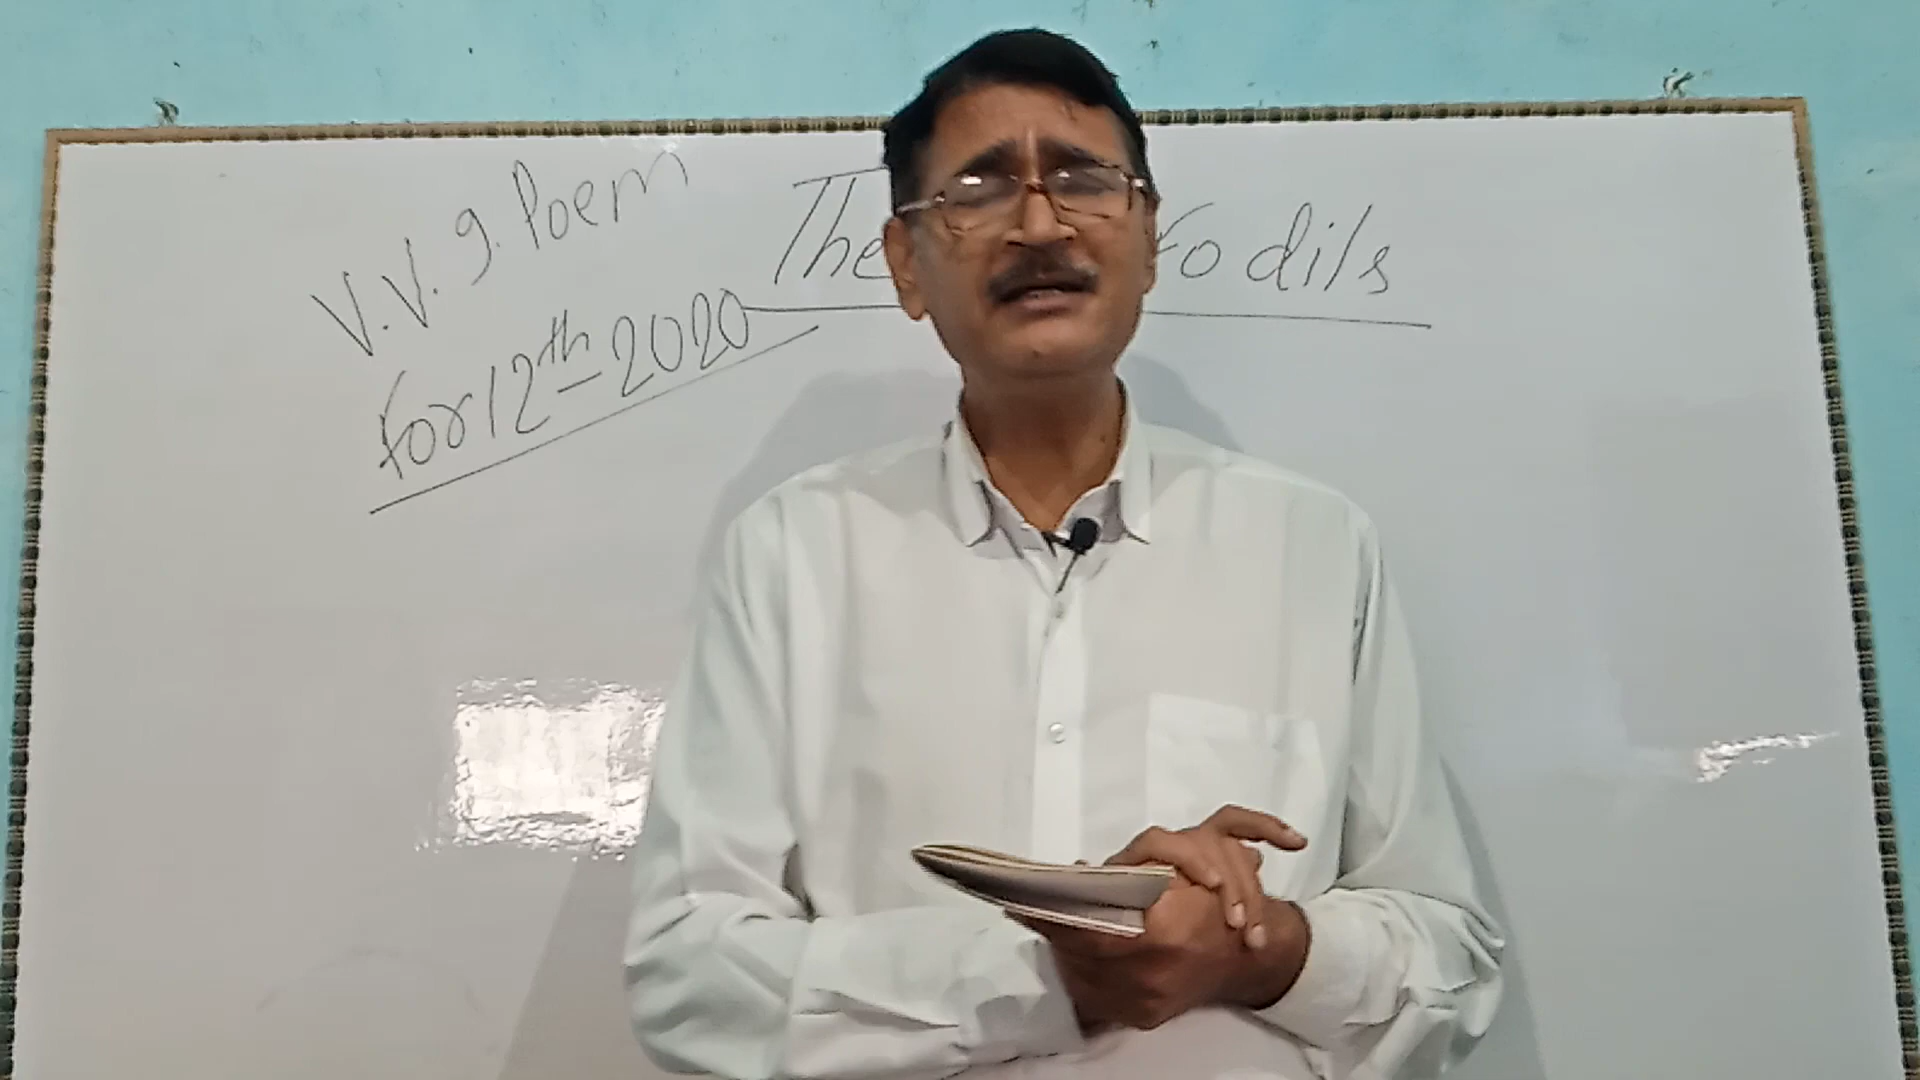 V.V. g. Poem
for 12th - 2020
The fodils